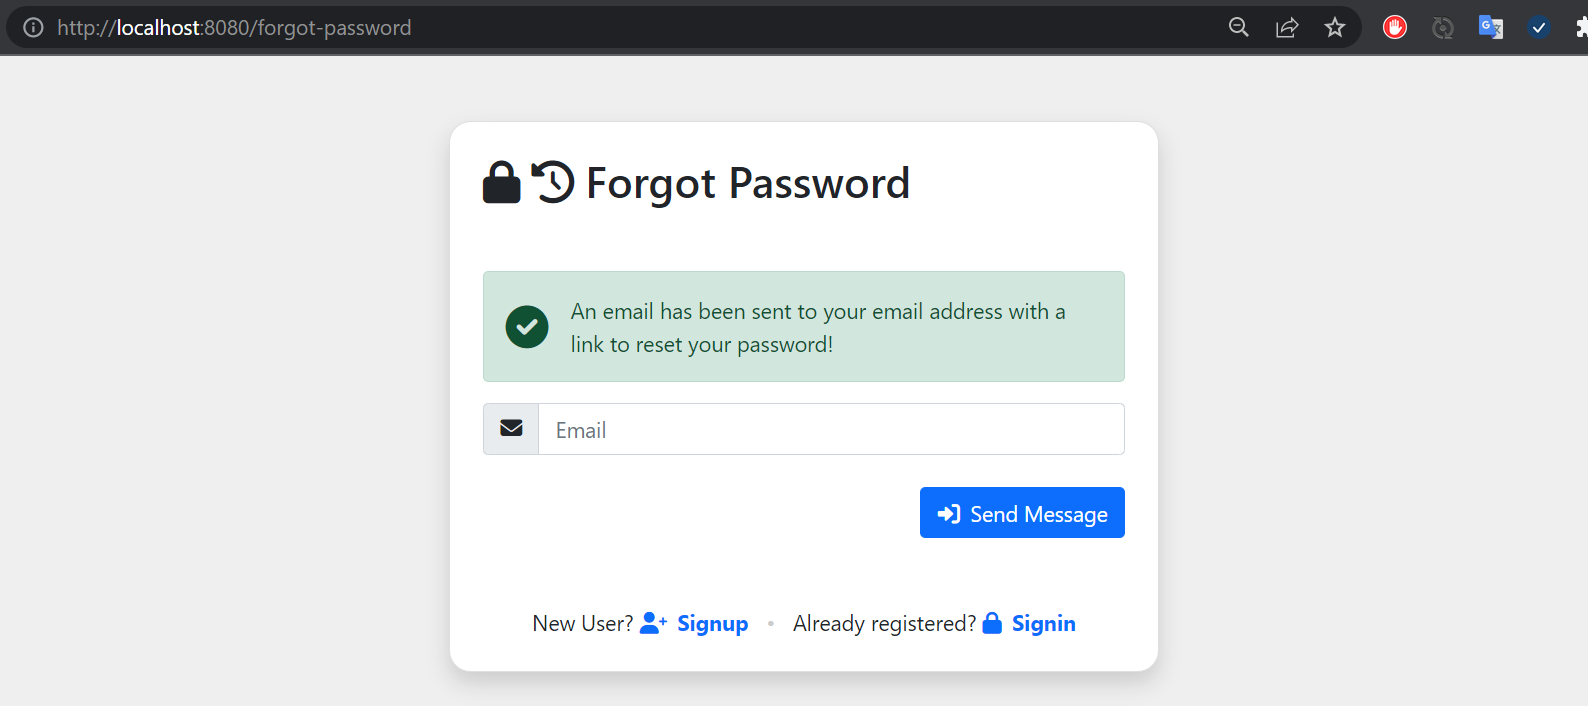 http://localhost:8080/forgot-password
Forgot Password
An email has been sent to your email address with a
link to reset your password!
Email
Send Message
New User? Signup • Already registered? Signin